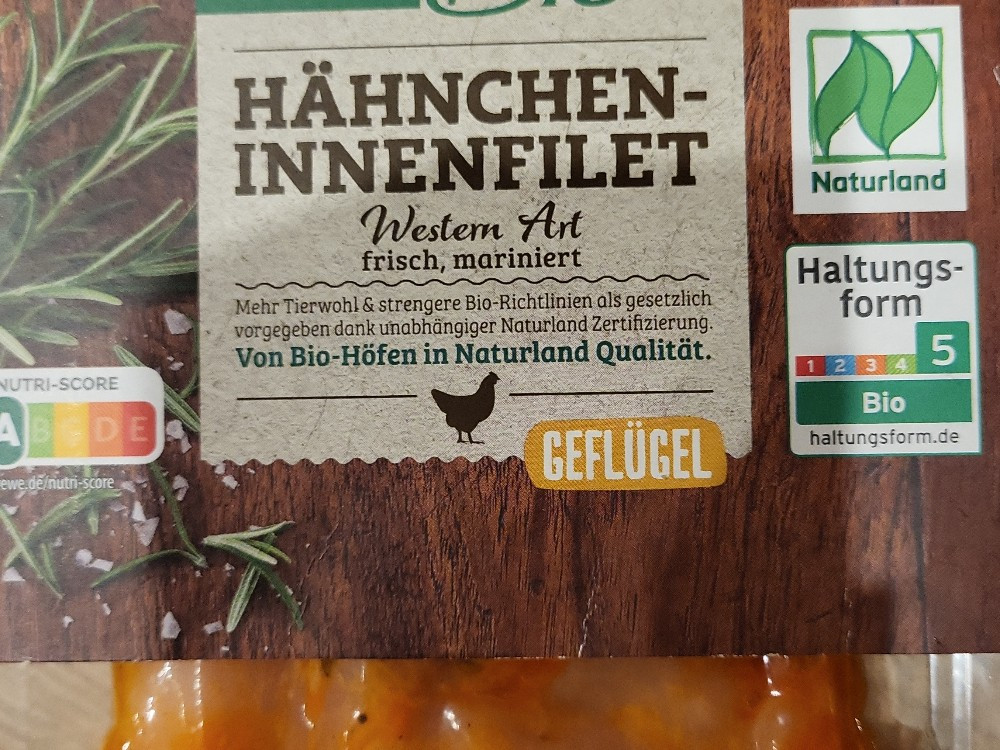 Bio
HÄHNCHEN-
INNENFILET
Western Art
frisch, mariniert
Mehr Tierwohl & strengere Bio-Richtlinien als gesetzlich
vorgegeben dank unabhängiger Naturland Zertifizierung.
Von Bio-Höfen in Naturland Qualität.
GEFLÜGEL
Naturland
Haltungs-
form
1 2 3 4 5
Bio
haltungsform.de
NUTRI-SCORE
A B C D E
ewe.de/nutri-score